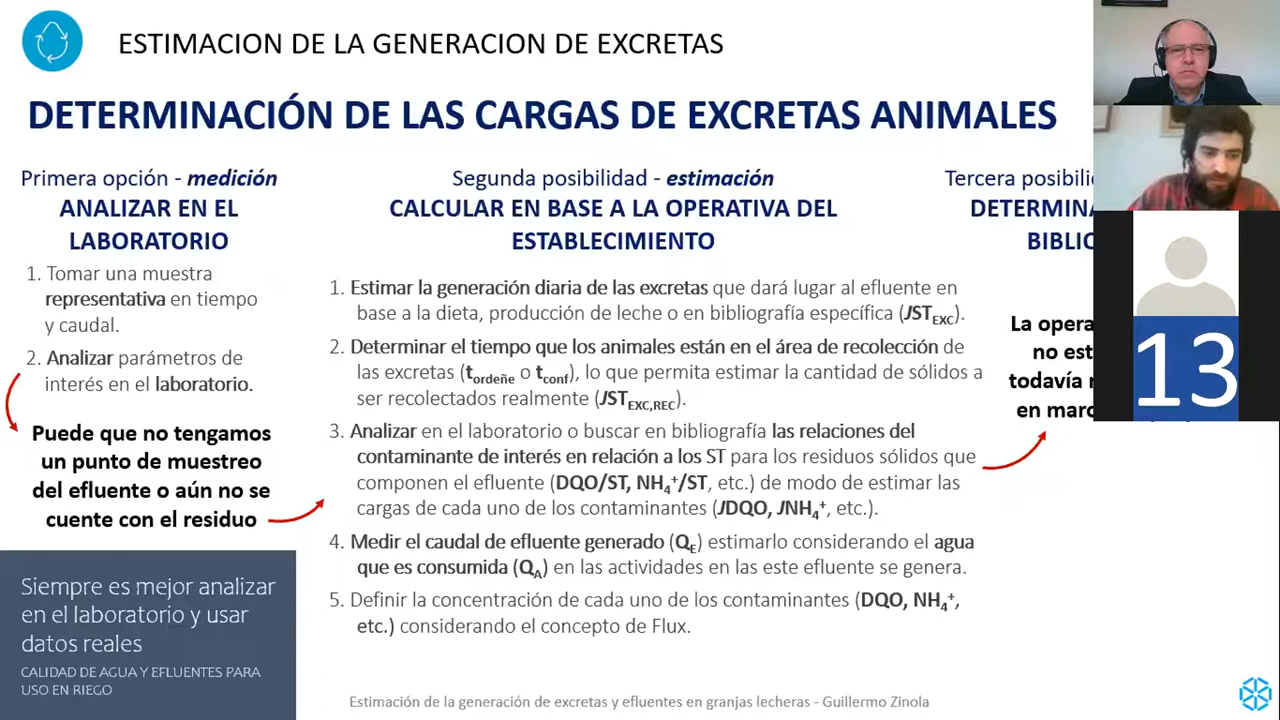 ESTIMACION DE LA GENERACION DE EXCRETAS
DETERMINACIÓN DE LAS CARGAS DE EXCRETAS ANIMALES
Primera opción - medición
ANALIZAR EN EL
LABORATORIO
1. Tomar una muestra
representativa en tiempo
y caudal.
2. Analizar parámetros de
interés en el laboratorio.
Puede que no tengamos
un punto de muestreo
del efluente o aún no se
cuente con el residuo
Siempre es mejor analizar
en el laboratorio y usar
datos reales
CALIDAD DE AGUA Y EFLUENTES PARA
USO EN RIEGO
Segunda posibilidad - estimación
CALCULAR EN BASE A LA OPERATIVA DEL
ESTABLECIMIENTO
1. Estimar la generación diaria de las excretas que dará lugar al efluente en
base a la dieta, producción de leche o en bibliografía específica (JST_EXC).
2. Determinar el tiempo que los animales están en el área de recolección de
las excretas (t_ordeñe o t_conf), lo que permita estimar la cantidad de sólidos a
ser recolectados realmente (JST_EXC,REC).
3. Analizar en el laboratorio o buscar en bibliografía las relaciones del
contaminante de interés en relación a los ST para los residuos sólidos que
componen el efluente (DQO/ST, NH₄⁺/ST, etc.) de modo de estimar las
cargas de cada uno de los contaminantes (JDQO, JNH₄⁺, etc.).
4. Medir el caudal de efluente generado (Q_E) estimarlo considerando el agua
que es consumida (Q_A) en las actividades en las este efluente se genera.
5. Definir la concentración de cada uno de los contaminantes (DQO, NH₄⁺,
etc.) considerando el concepto de Flux.
Tercera
La
no
todavía
en
13
Estimación de la generación de excretas y efluentes en granjas lecheras - Guillermo Zinola